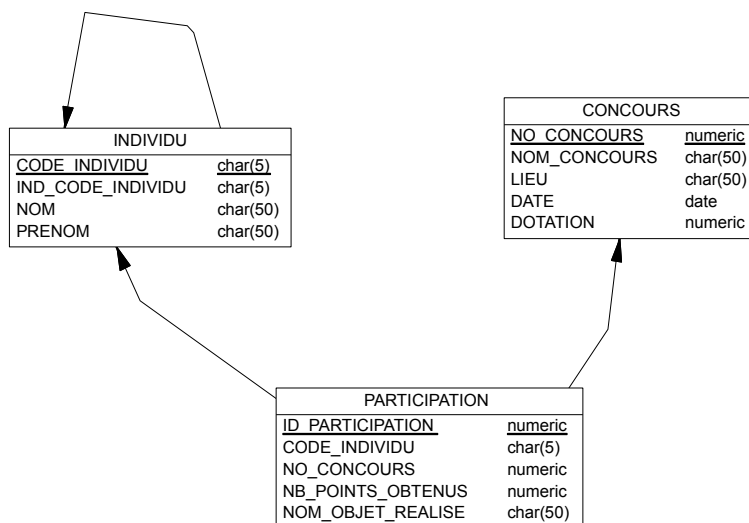 INDIVIDU
CODE_INDIVIDU char(5)
IND_CODE_INDIVIDU char(5)
NOM char(50)
PRENOM char(50)
CONCOURS
NO_CONCOURS numeric
NOM_CONCOURS char(50)
LIEU char(50)
DATE date
DOTATION numeric
PARTICIPATION
ID_PARTICIPATION numeric
CODE_INDIVIDU char(5)
NO_CONCOURS numeric
NB_POINTS_OBTENUS numeric
NOM_OBJET_REALISE char(50)